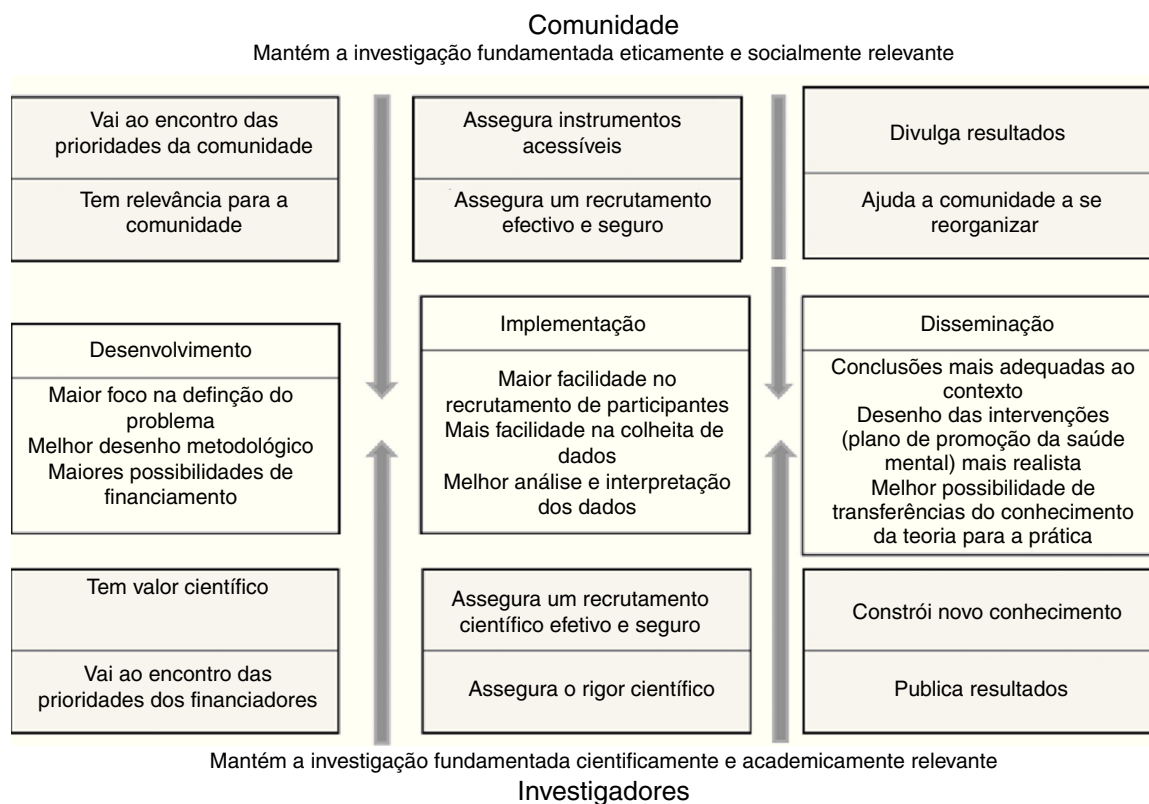 Comunidade
Mantém a investigação fundamentada eticamente e socialmente relevante
Vai ao encontro das
prioridades da comunidade
Tem relevância para a
comunidade
Assegura instrumentos
acessíveis
Assegura um recrutamento
efectivo e seguro
Divulga resultados
Ajuda a comunidade a se
reorganizar
Desenvolvimento
Maior foco na definção do
problema
Melhor desenho metodológico
Maiores possibilidades de
financiamento
Implementação
Maior facilidade no
recrutamento de participantes
Mais facilidade na colheita de
dados
Melhor análise e interpretação
dos dados
Disseminação
Conclusões mais adequadas ao
contexto
Desenho das intervenções
(plano de promoção da saúde
mental) mais realista
Melhor possibilidade de
transferências do conhecimento
da teoria para a prática
Tem valor científico
Vai ao encontro das
prioridades dos financiadores
Assegura um recrutamento
científico efetivo e seguro
Assegura o rigor científico
Constrói novo conhecimento
Publica resultados
Mantém a investigação fundamentada cientificamente e academicamente relevante
Investigadores